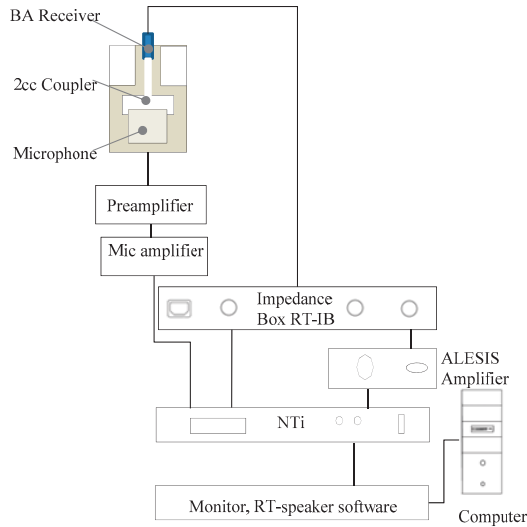 BA Receiver
2cc Coupler
Microphone
Preamplifier
Mic amplifier
Impedance
Box RT-IB
ALESIS
Amplifier
NTi
Monitor, RT-speaker software
Computer